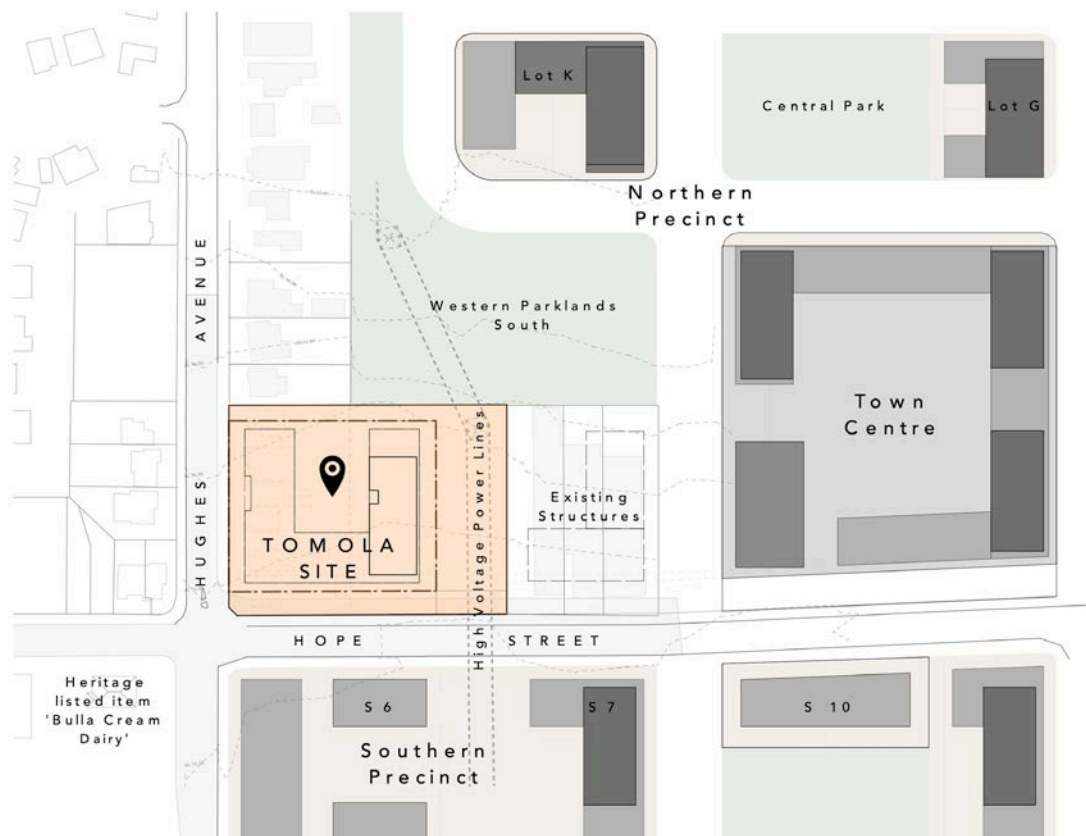 Lot K
Central Park
Lot G
Northern
Precinct
AVENUE
Western Parklands
South
Town
Centre
HUGHES
High Voltage Power Lines
Existing
Structures
TOMOLA
SITE
HOPE STREET
Heritage
listed item
'Bulla Cream
Dairy'
S 6
S 7
S 10
Southern
Precinct